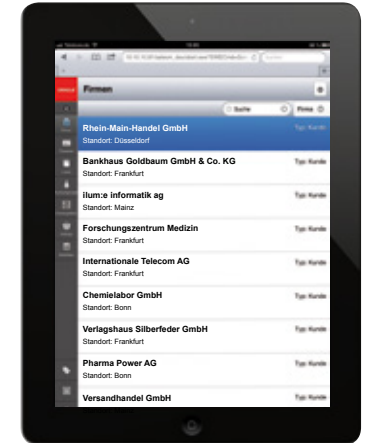 Firmen
Suche
Firma
Rhein-Main-Handel GmbH
Typ: Kunde
Standort: Düsseldorf
Bankhaus Goldbaum GmbH & Co. KG
Typ: Kunde
Standort: Frankfurt
ilum:e informatik ag
Typ: Kunde
Standort: Mainz
Forschungszentrum Medizin
Typ: Kunde
Standort: Frankfurt
Internationale Telecom AG
Typ: Kunde
Standort: Frankfurt
Chemielabor GmbH
Typ: Kunde
Standort: Bonn
Verlagshaus Silberfeder GmbH
Typ: Kunde
Standort: Frankfurt
Pharma Power AG
Typ: Kunde
Standort: Bonn
Versandhandel GmbH
Typ: Kunde